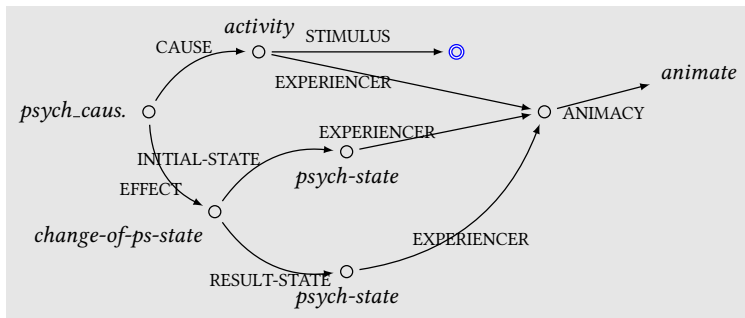 activity
STIMULUS
CAUSE
animate
EXPERIENCER
psych_caus.
ANIMACY
EXPERIENCER
INITIAL-STATE
psych-state
EFFECT
change-of-ps-state
EXPERIENCER
RESULT-STATE
psych-state